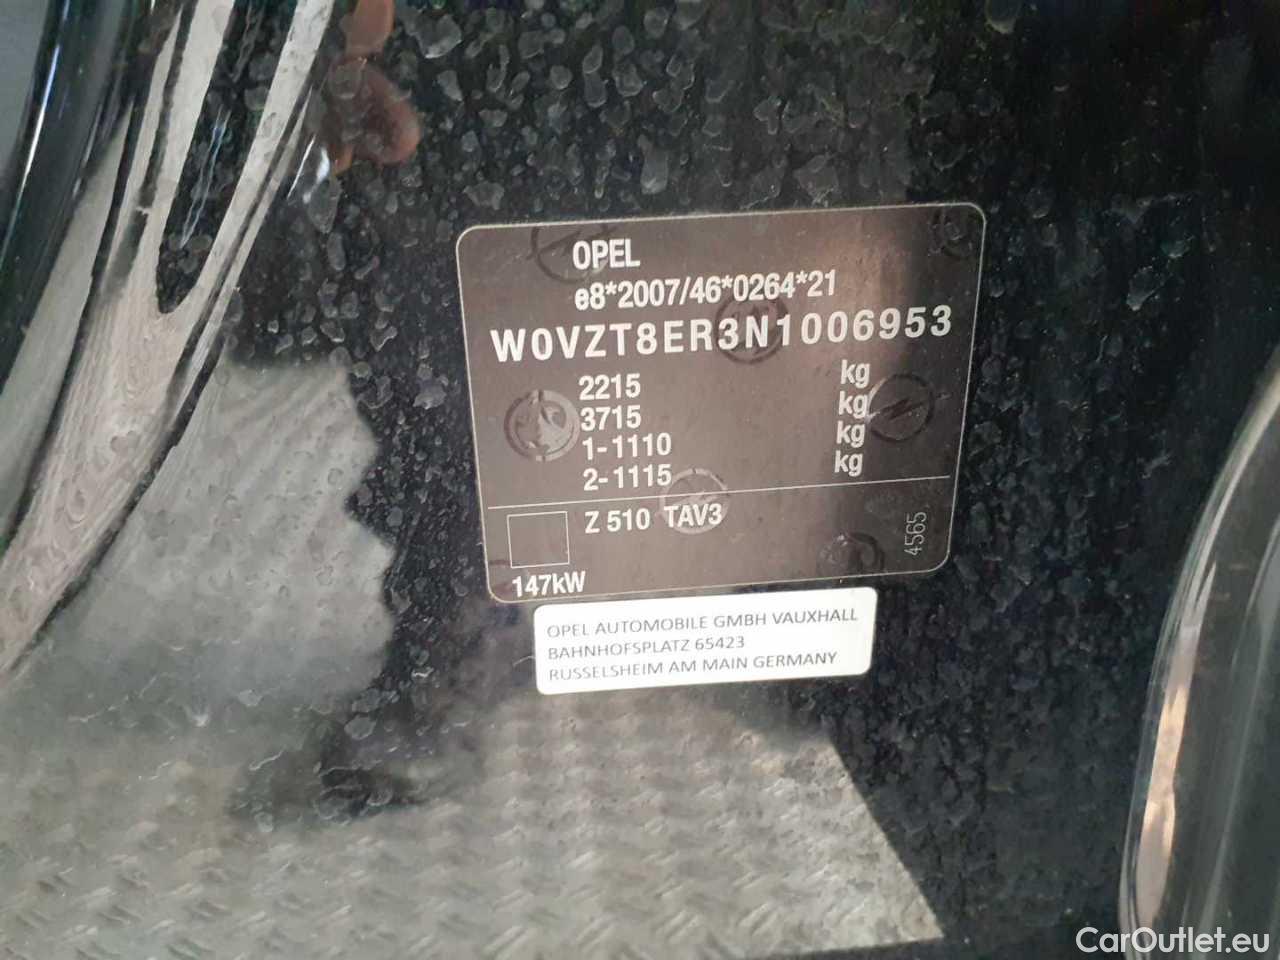 OPEL
e8*2007/46*0264*21
W0VZT8ER3N1006953
2215 kg
3715 kg
1-1110 kg
2-1115 kg
Z 510 TAV3
4565
147kW
OPEL AUTOMOBILE GMBH VAUXHALL
BAHNHOFSPLATZ 65423
RUSSELSHEIM AM MAIN GERMANY
CarOutlet.eu